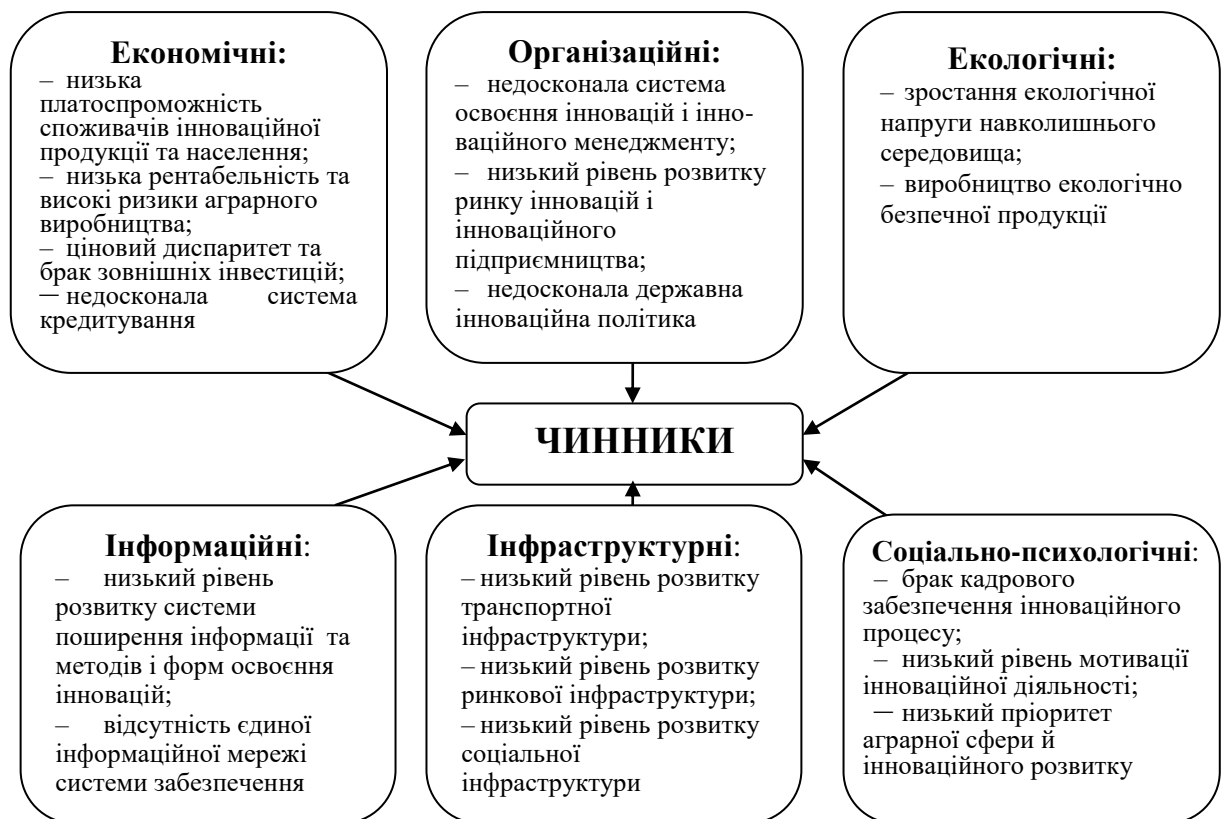 Економічні:
– низька
платоспроможність
споживачів інноваційної
продукції та населення;
– низька рентабельність та
високі ризики аграрного
виробництва;
– ціновий диспаритет та
брак зовнішніх інвестицій;
– недосконала система
кредитування
Організаційні:
– недосконала система
освоєння інновацій і інно-
ваційного менеджменту;
– низький рівень розвитку
ринку інновацій і
інноваційного
підприємництва;
– недосконала державна
інноваційна політика
Екологічні:
– зростання екологічної
напруги навколишнього
середовища;
– виробництво екологічно
безпечної продукції
ЧИННИКИ
Інформаційні:
– низький рівень
розвитку системи
поширення інформації та
методів і форм освоєння
інновацій;
– відсутність єдиної
інформаційної мережі
системи забезпечення
Інфраструктурні:
– низький рівень розвитку
транспортної
інфраструктури;
– низький рівень розвитку
ринкової інфраструктури;
– низький рівень розвитку
соціальної
інфраструктури
Соціально-психологічні:
– брак кадрового
забезпечення інноваційного
процесу;
– низький рівень мотивації
інноваційної діяльності;
– низький пріоритет
аграрної сфери й
інноваційного розвитку